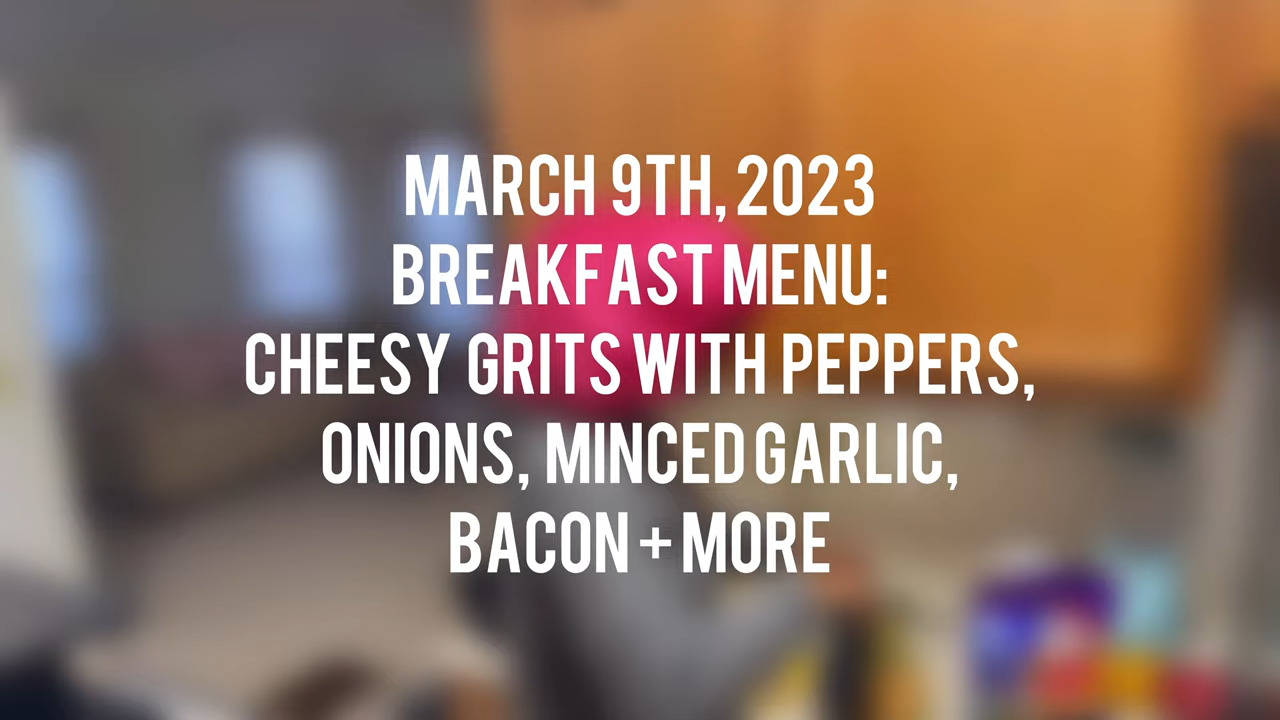 MARCH 9TH, 2023
BREAKFAST MENU:
CHEESY GRITS WITH PEPPERS,
ONIONS, MINCED GARLIC,
BACON + MORE